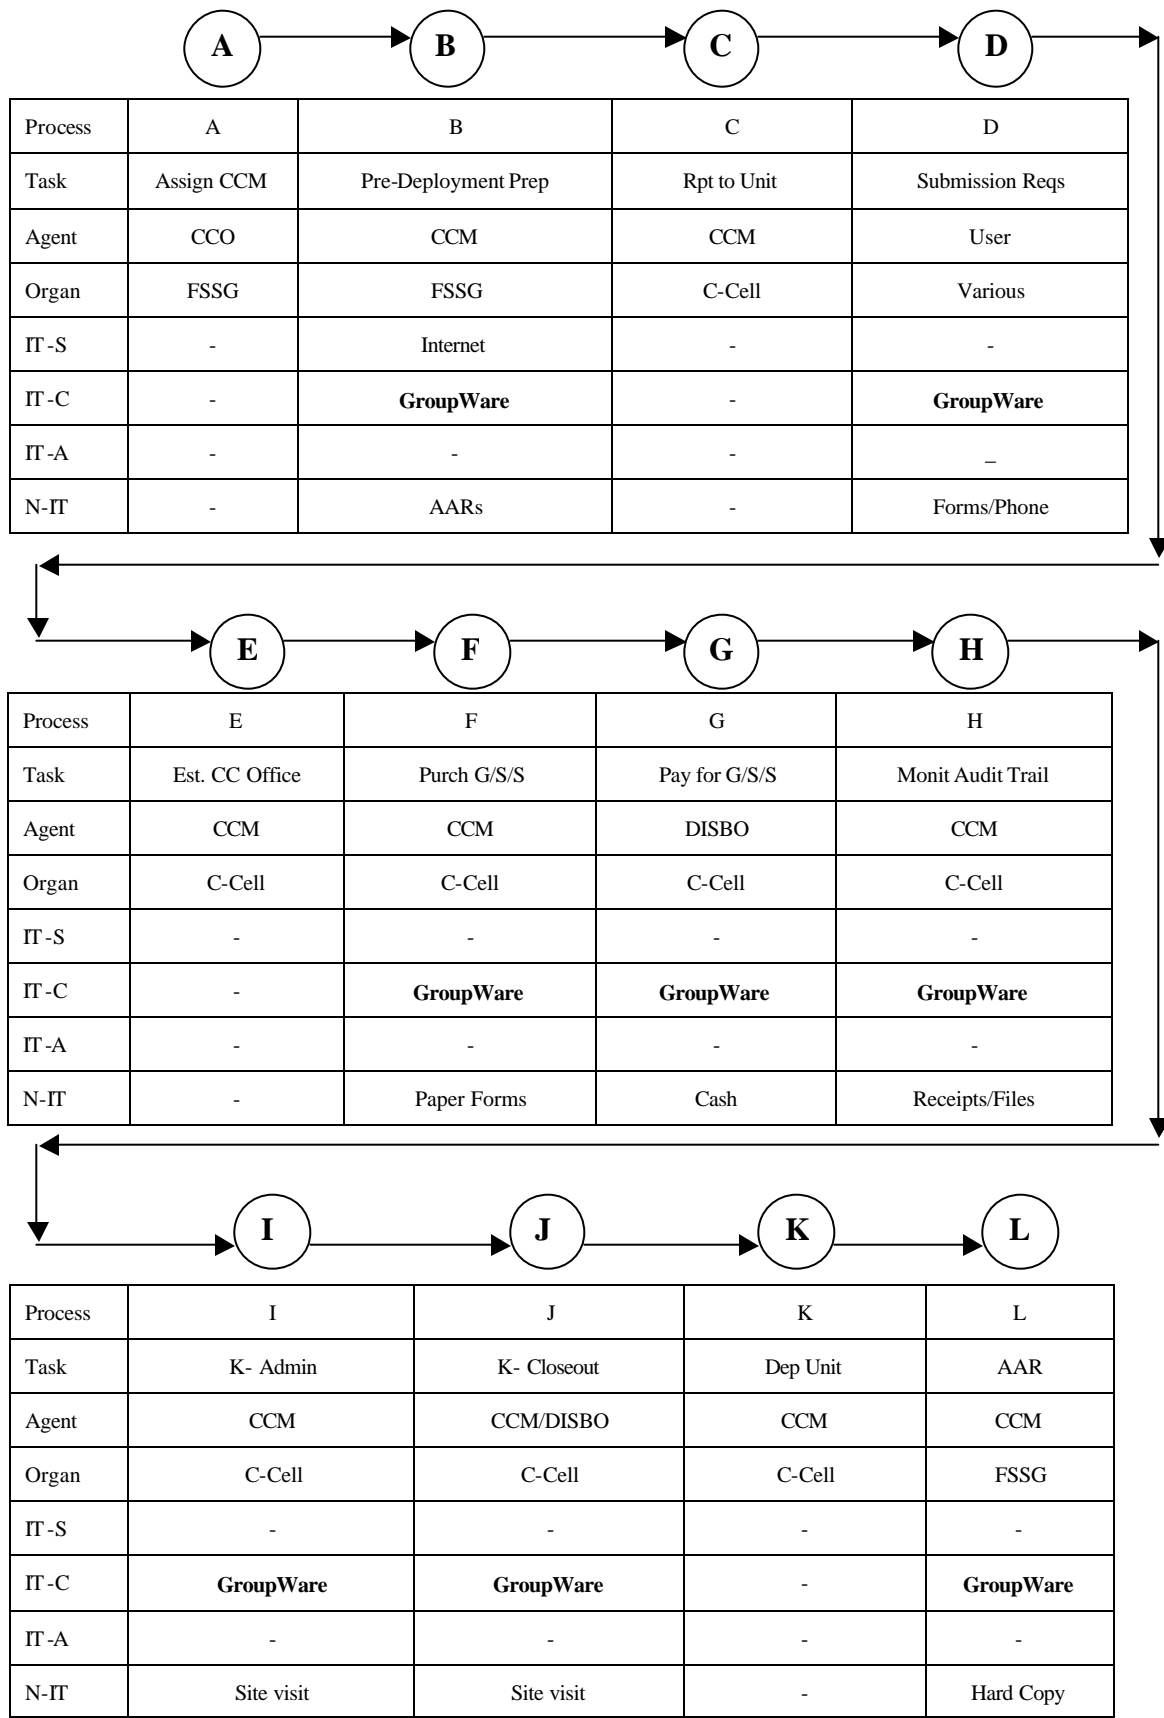 A B C D
Process A B C D
Task Assign CCM Pre-Deployment Prep Rpt to Unit Submission Reqs
Agent CCO CCM CCM User
Organ FSSG FSSG C-Cell Various
IT-S - Internet - -
IT-C - GroupWare - GroupWare
IT-A - - - _
N-IT - AARs - Forms/Phone
E F G H
Process E F G H
Task Est. CC Office Purch G/S/S Pay for G/S/S Monit Audit Trail
Agent CCM CCM DISBO CCM
Organ C-Cell C-Cell C-Cell C-Cell
IT-S - - - -
IT-C - GroupWare GroupWare GroupWare
IT-A - - - -
N-IT - Paper Forms Cash Receipts/Files
I J K L
Process I J K L
Task K- Admin K- Closeout Dep Unit AAR
Agent CCM CCM/DISBO CCM CCM
Organ C-Cell C-Cell C-Cell FSSG
IT-S - - - -
IT-C GroupWare GroupWare - GroupWare
IT-A - - - -
N-IT Site visit Site visit - Hard Copy